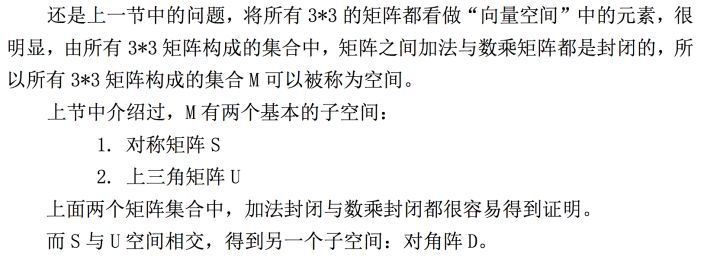 还是上一节中的问题，将所有 3*3 的矩阵都看做“向量空间”中的元素，很
明显，由所有 3*3 矩阵构成的集合中，矩阵之间加法与数乘矩阵都是封闭的，所
以所有 3*3 矩阵构成的集合 M 可以被称为空间。
上节中介绍过，M 有两个基本的子空间：
1. 对称矩阵 S
2. 上三角矩阵 U
上面两个矩阵集合中，加法封闭与数乘封闭都很容易得到证明。
而 S 与 U 空间相交，得到另一个子空间：对角阵 D。